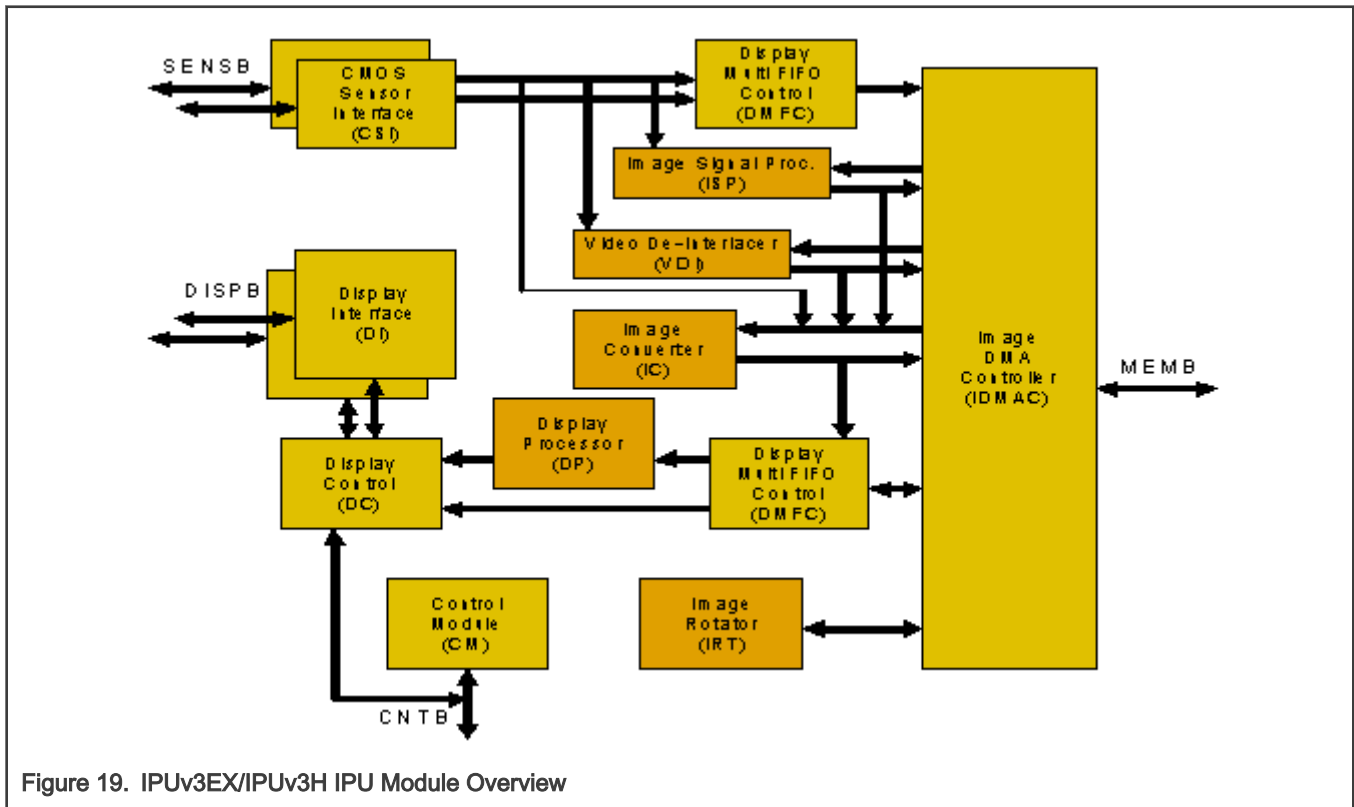 SENSB
CMOS
Sensor
Interface
(CSI)
Display
MultiFIFO
Control
(DMFC)
Image Signal Proc.
(ISP)
Video De-Interlacer
(VDI)
DISPB
Display
Interface
(DI)
Image
Converter
(IC)
Image
DMA
Controller
(IDMAC)
MEMB
Display
Processor
(DP)
Display
Control
(DC)
Display
MultiFIFO
Control
(DMFC)
Control
Module
(CM)
Image
Rotator
(IRT)
CNTB
Figure 19. IPUv3EX/IPUv3H IPU Module Overview